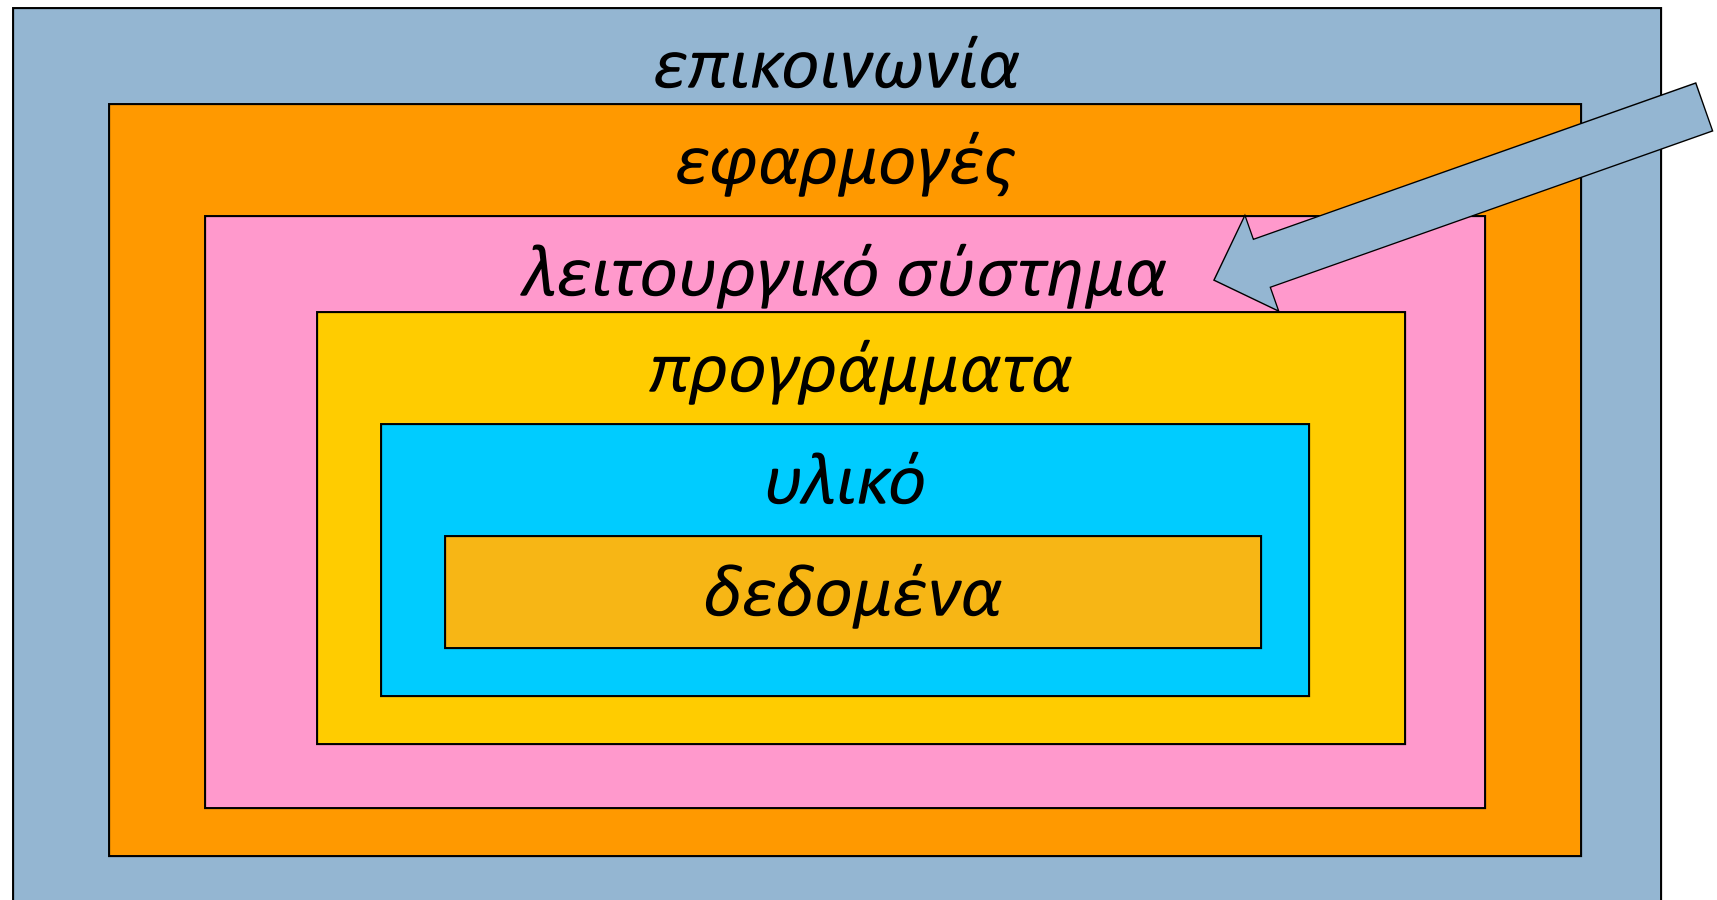 επικοινωνία
εφαρμογές
λειτουργικό σύστημα
προγράμματα
υλικό
δεδομένα